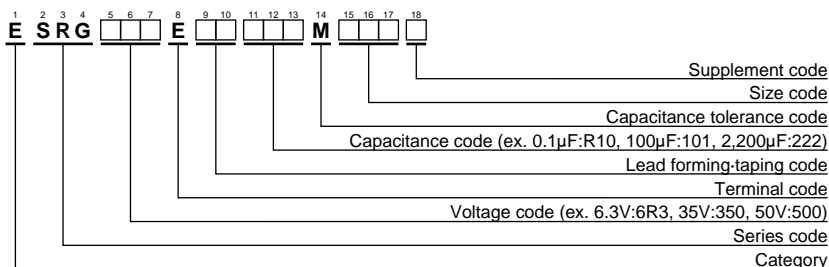 1 2 3 4 5 6 7 8 9 10 11 12 13 14 15 16 17 18
E SRG □□□ E □□ □□□ M □□□ □
Supplement code
Size code
Capacitance tolerance code
Capacitance code (ex. 0.1μF:R10, 100μF:101, 2,200μF:222)
Lead forming·taping code
Terminal code
Voltage code (ex. 6.3V:6R3, 35V:350, 50V:500)
Series code
Category